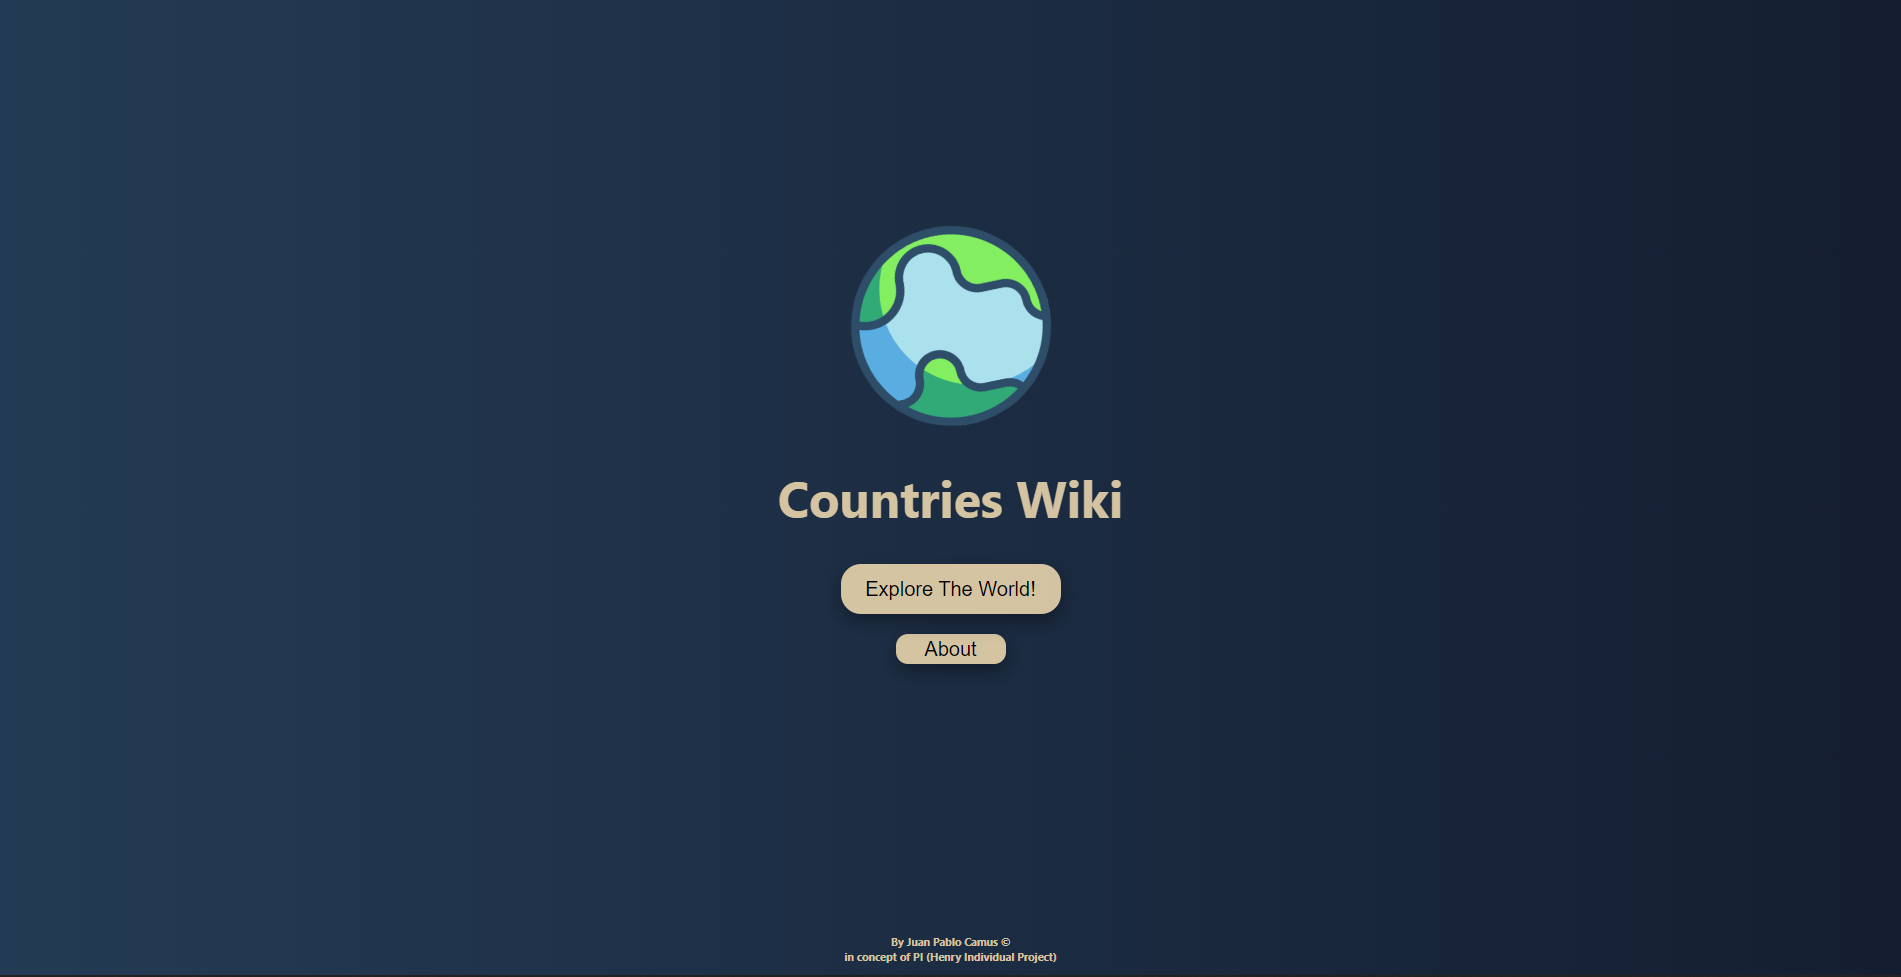 Countries Wiki
Explore The World!
About
By Juan Pablo Camus ©
in concept of PI (Henry Individual Project)